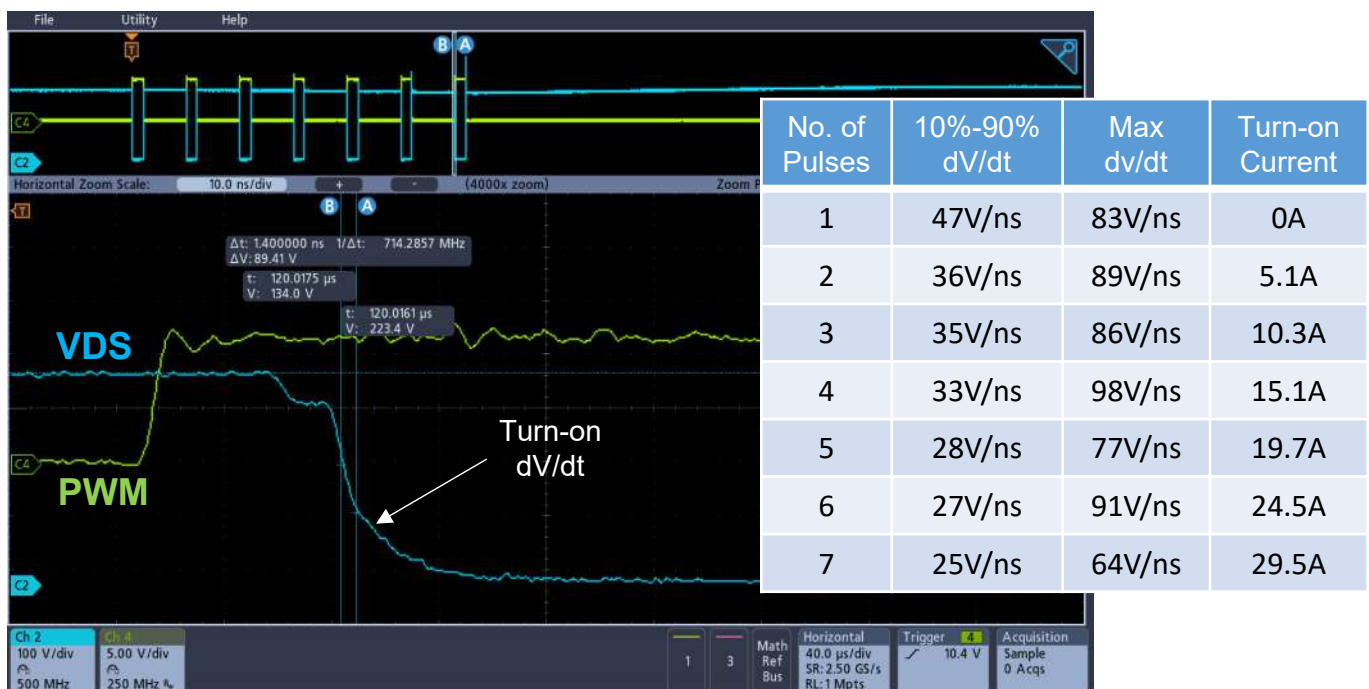 File Utility Help
T
B A
C4
C2
Horizontal Zoom Scale: 10.0 ns/div + - (4000x zoom) Zoom
T
B A
Δt: 1.400000 ns 1/Δt: 714.2857 MHz
ΔV: 89.41 V
t: 120.0175 µs
V: 134.0 V
t: 120.0161 µs
V: 223.4 V
VDS
Turn-on
dV/dt
C4
PWM
C2
No. of Pulses 10%-90% dV/dt Max dv/dt Turn-on Current
1 47V/ns 83V/ns 0A
2 36V/ns 89V/ns 5.1A
3 35V/ns 86V/ns 10.3A
4 33V/ns 98V/ns 15.1A
5 28V/ns 77V/ns 19.7A
6 27V/ns 91V/ns 24.5A
7 25V/ns 64V/ns 29.5A
Ch 2
100 V/div
500 MHz
Ch 4
5.00 V/div
250 MHz
1
3
Math
Ref
Bus
Horizontal
40.0 µs/div
SR: 2.50 GS/s
RL: 1 Mpts
Trigger 4
10.4 V
Acquisition
Sample
0 Acqs